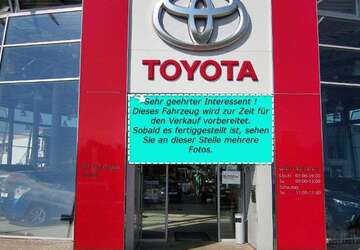 TOYOTA
Sehr geehrter Interessent !
Dieses Fahrzeug wird zur Zeit für
den Verkauf vorbereitet.
Sobald es fertiggestellt ist, sehen
Sie an dieser Stelle mehrere
Fotos.